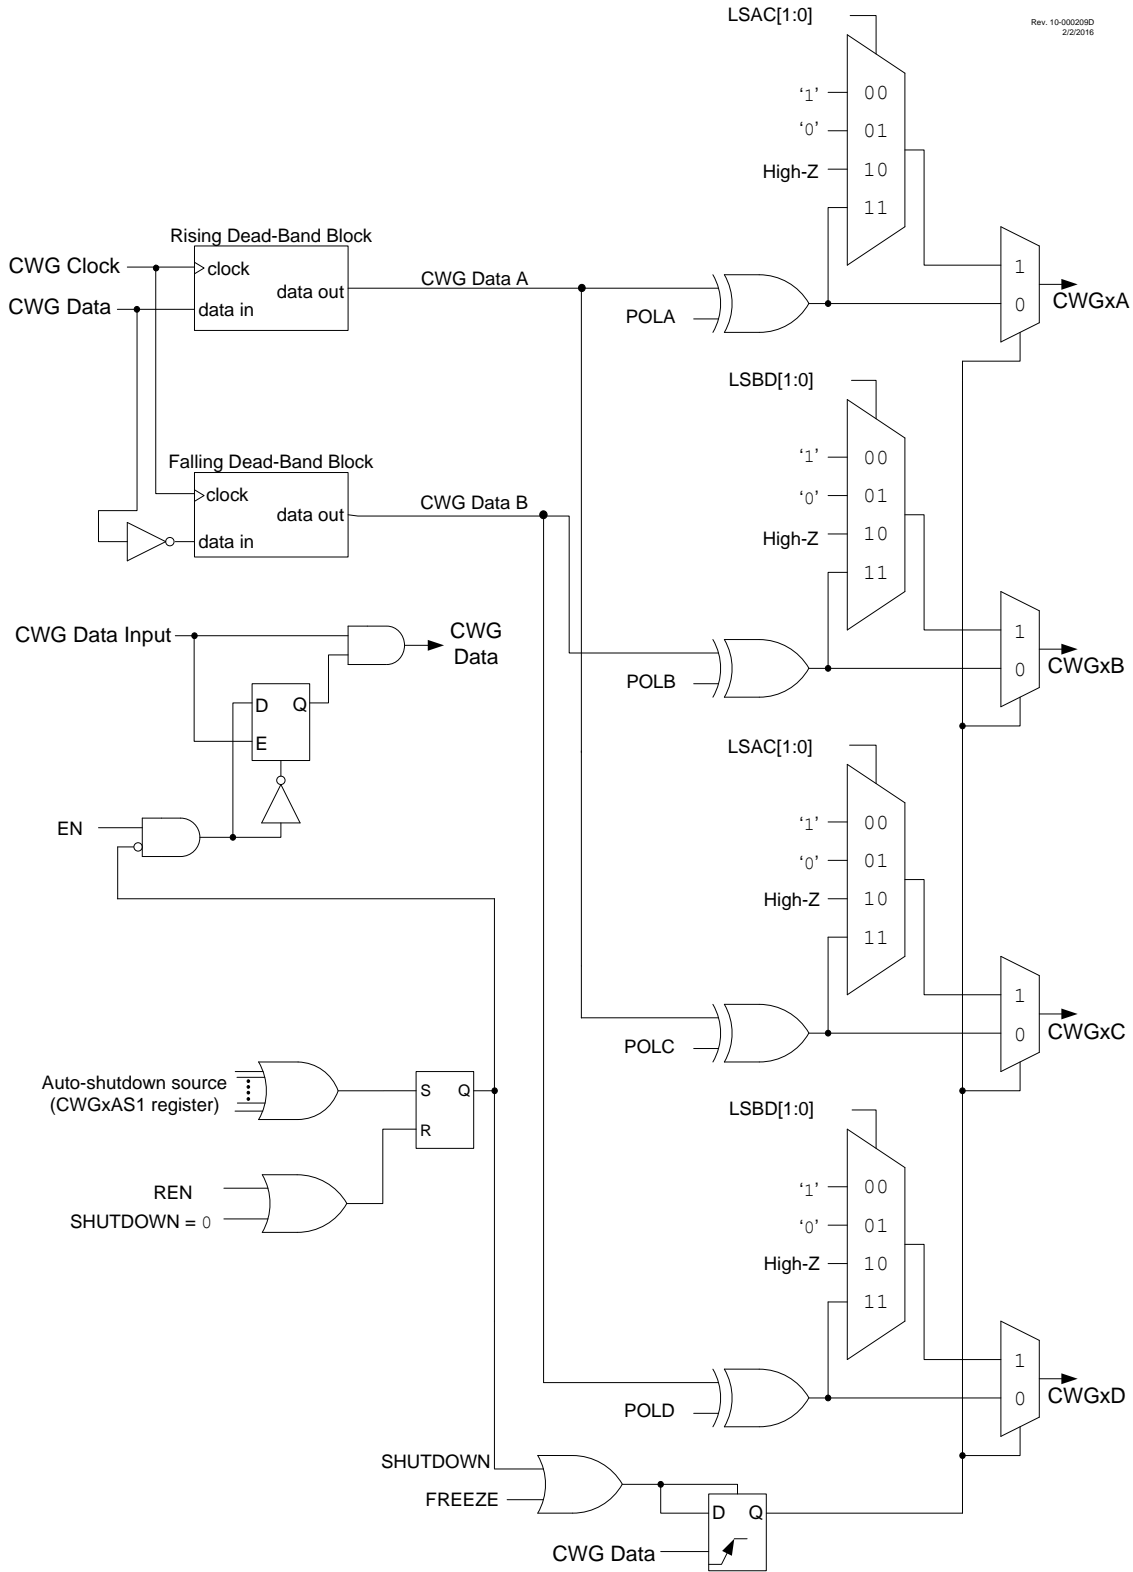 LSAC[1:0]
Rev. 10-000209D
2/2/2016
‘1’ 00
‘0’ 01
High-Z 10
11
Rising Dead-Band Block
CWG Clock
clock
data out
CWG Data
data in
CWG Data A
POLA
1
0
CWGxA
LSBD[1:0]
‘1’ 00
‘0’ 01
High-Z 10
11
Falling Dead-Band Block
clock
data out
data in
CWG Data B
POLB
1
0
CWGxB
CWG Data Input
CWG
Data
D Q
E
EN
LSAC[1:0]
‘1’ 00
‘0’ 01
High-Z 10
11
POLC
1
0
CWGxC
Auto-shutdown source
(CWGxAS1 register)
S Q
R
REN
SHUTDOWN = 0
LSBD[1:0]
‘1’ 00
‘0’ 01
High-Z 10
11
POLD
1
0
CWGxD
SHUTDOWN
FREEZE
D Q
CWG Data